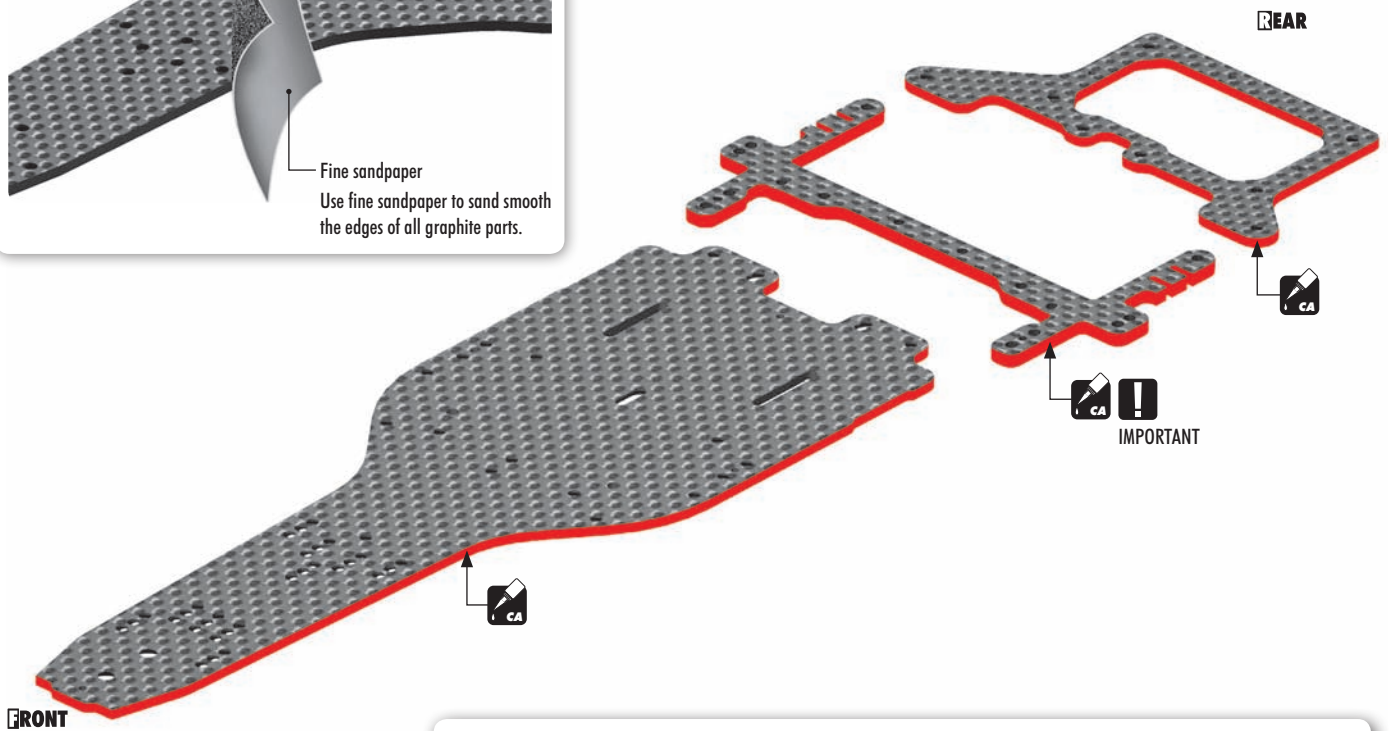 REAR
Fine sandpaper
Use fine sandpaper to sand smooth
the edges of all graphite parts.
CA
CA
!
IMPORTANT
CA
FRONT